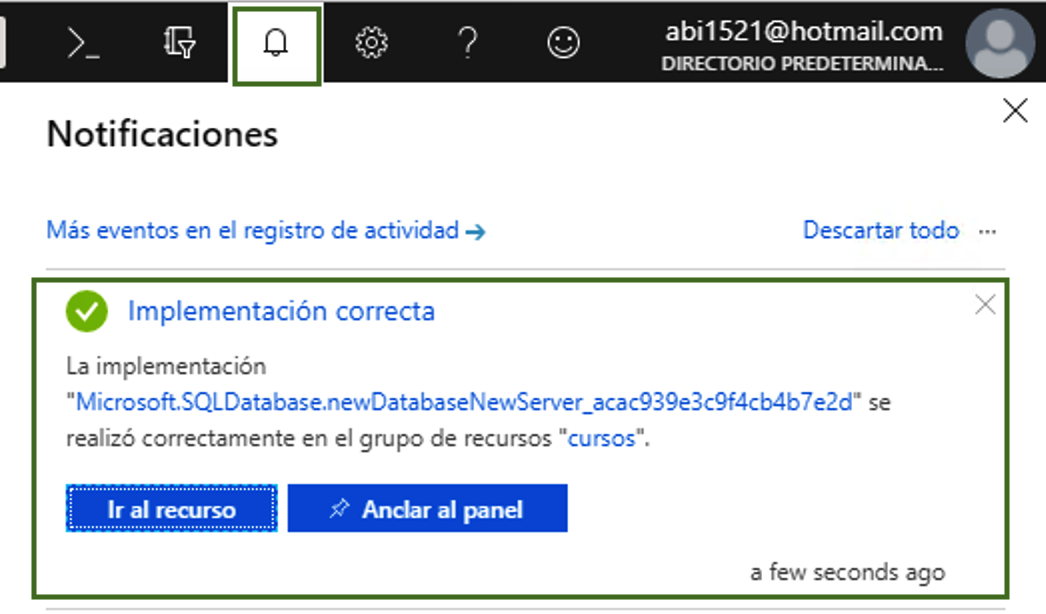 abi1521@hotmail.com
DIRECTORIO PREDETERMINA...
Notificaciones
Más eventos en el registro de actividad →
Descartar todo ...
Implementación correcta
La implementación
"Microsoft.SQLDatabase.newDatabaseNewServer_acac939e3c9f4cb4b7e2d" se
realizó correctamente en el grupo de recursos "cursos".
Ir al recurso
Anclar al panel
a few seconds ago